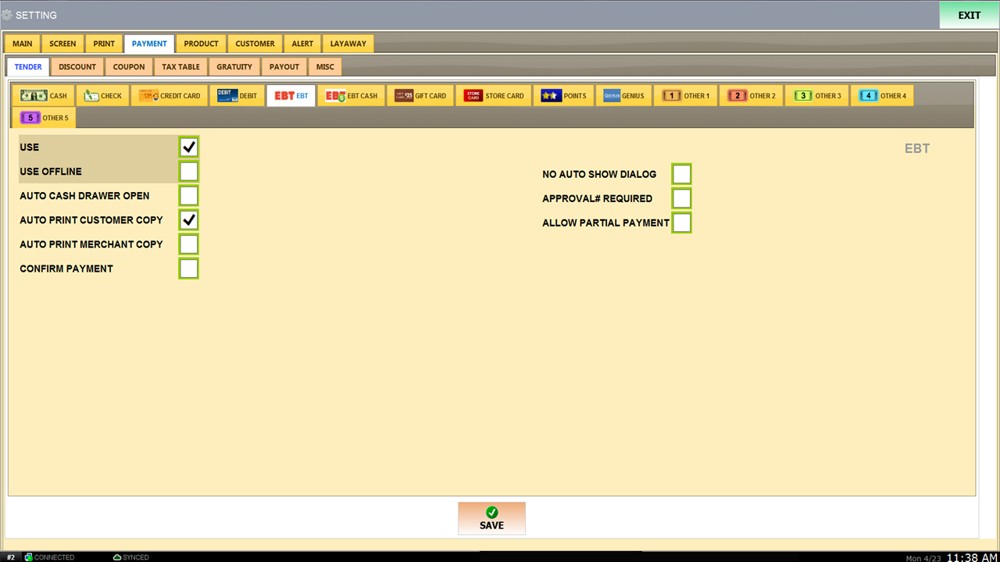 SETTING
EXIT
MAIN SCREEN PRINT PAYMENT PRODUCT CUSTOMER ALERT LAYAWAY
TENDER DISCOUNT COUPON TAX TABLE GRATUITY PAYOUT MISC
CASH CHECK CREDIT CARD DEBIT DEBIT EBT EBT EBT EBT CASH GIFT CARD STORE CARD STORE CARD POINTS Genius GENIUS 1 OTHER 1 2 OTHER 2 3 OTHER 3 4 OTHER 4
5 OTHER 5
USE
EBT
USE OFFLINE
NO AUTO SHOW DIALOG
AUTO CASH DRAWER OPEN
APPROVAL# REQUIRED
AUTO PRINT CUSTOMER COPY
ALLOW PARTIAL PAYMENT
AUTO PRINT MERCHANT COPY
CONFIRM PAYMENT
SAVE
#2 CONNECTED SYNCED Mon 4/23 11:38 AM